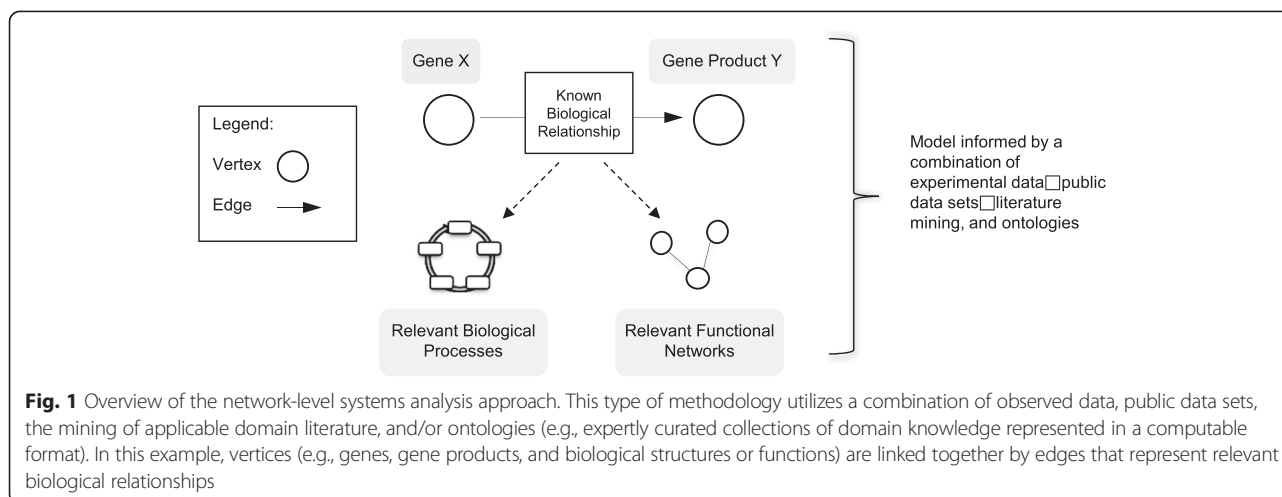 Gene X
Gene Product Y
Known
Biological
Relationship
Legend:
Vertex
Edge
Model informed by a
combination of
experimental data□public
data sets□literature
mining, and ontologies
Relevant Biological
Processes
Relevant Functional
Networks
Fig. 1 Overview of the network-level systems analysis approach. This type of methodology utilizes a combination of observed data, public data sets,
the mining of applicable domain literature, and/or ontologies (e.g., expertly curated collections of domain knowledge represented in a computable
format). In this example, vertices (e.g., genes, gene products, and biological structures or functions) are linked together by edges that represent relevant
biological relationships